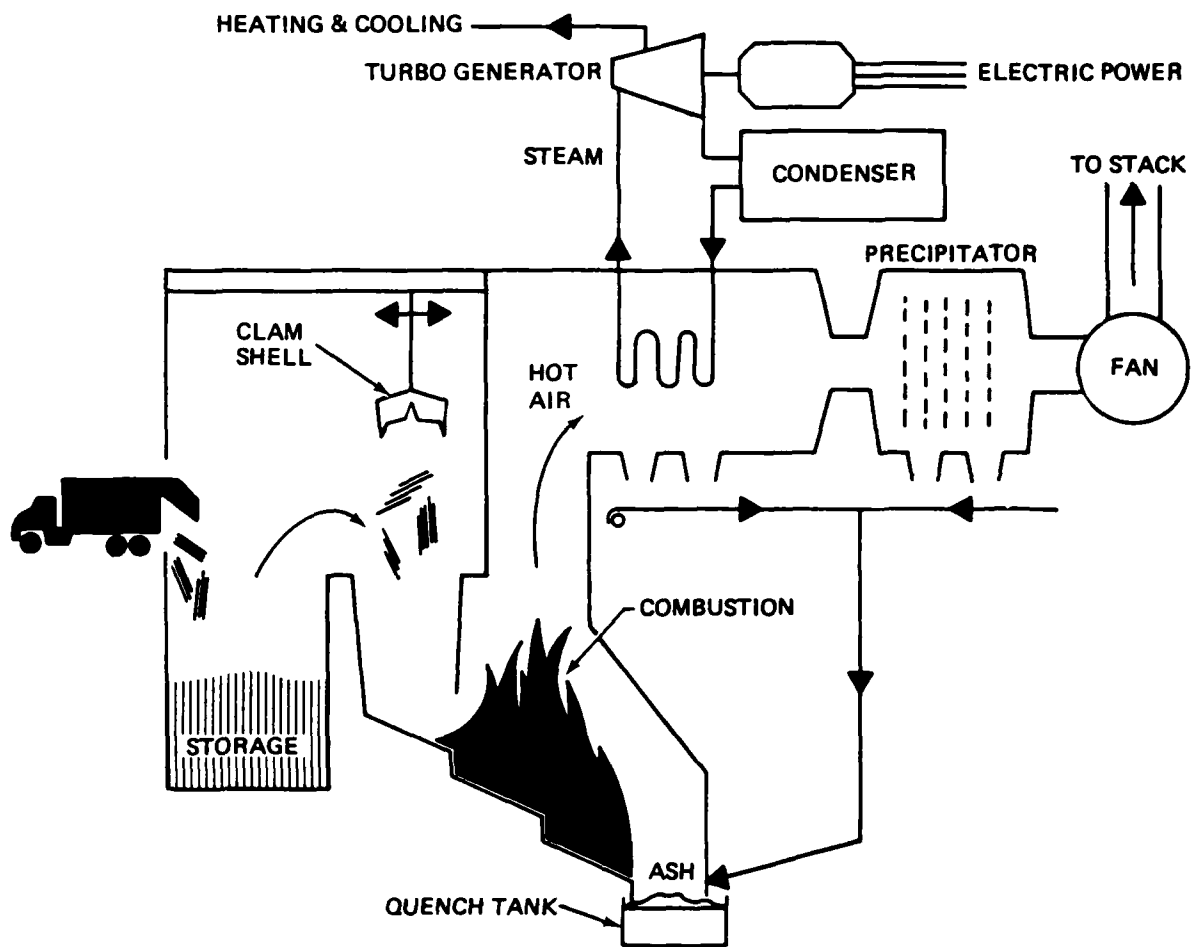 HEATING & COOLING
TURBO GENERATOR
ELECTRIC POWER
STEAM
CONDENSER
TO STACK
PRECIPITATOR
CLAM
SHELL
HOT
AIR
FAN
COMBUSTION
STORAGE
ASH
QUENCH TANK